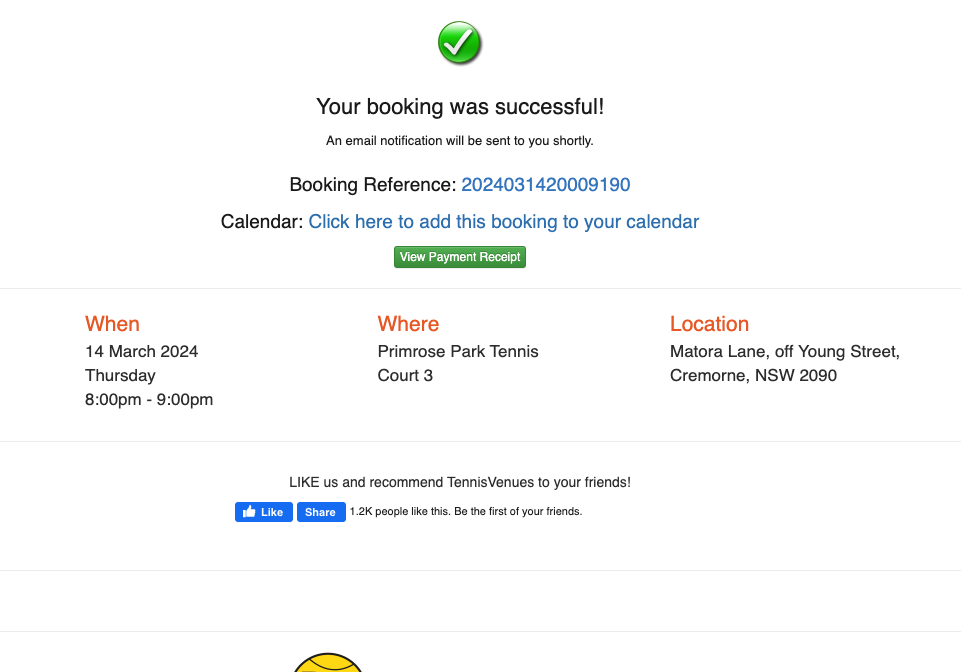 Your booking was successful!
An email notification will be sent to you shortly.
Booking Reference: 2024031420009190
Calendar: Click here to add this booking to your calendar
View Payment Receipt
When
14 March 2024
Thursday
8:00pm - 9:00pm
Where
Primrose Park Tennis
Court 3
Location
Matora Lane, off Young Street,
Cremorne, NSW 2090
LIKE us and recommend TennisVenues to your friends!
Like Share 1.2K people like this. Be the first of your friends.